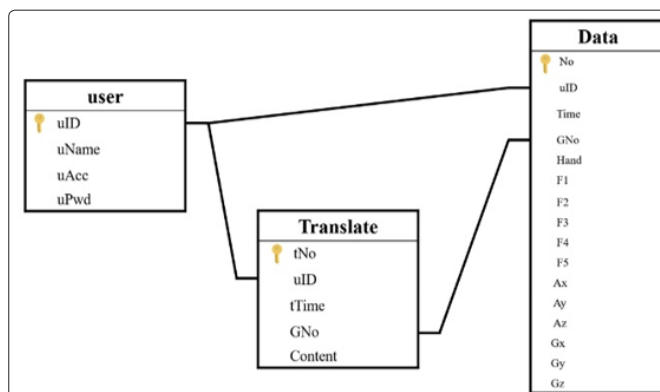 user
uID
uName
uAcc
uPwd
Translate
tNo
uID
tTime
GNo
Content
Data
No
uID
Time
GNo
Hand
F1
F2
F3
F4
F5
Ax
Ay
Az
Gx
Gy
Gz